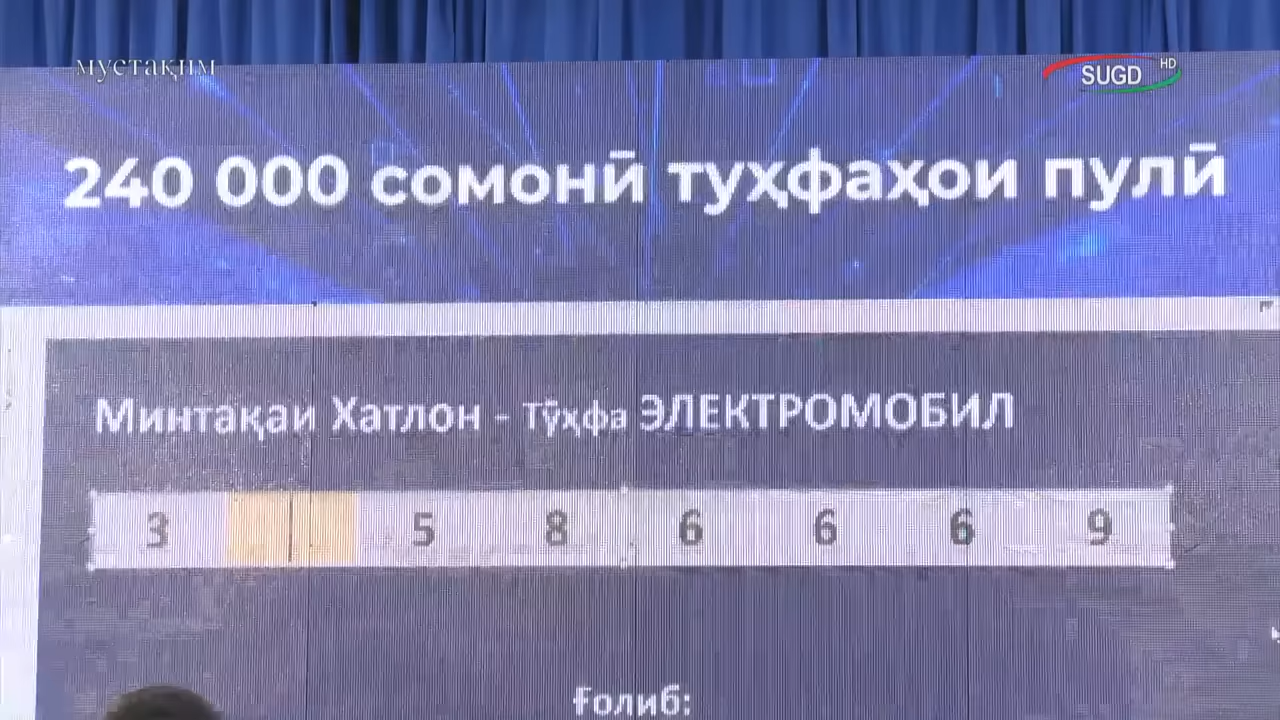 мустақим
SUGD HD
240 000 сомонӣ туҳфаҳои пулӣ
Минтақаи Хатлон - Тӯҳфа ЭЛЕКТРОМОБИЛ
3 5 8 6 6 6 9
Ғолиб: